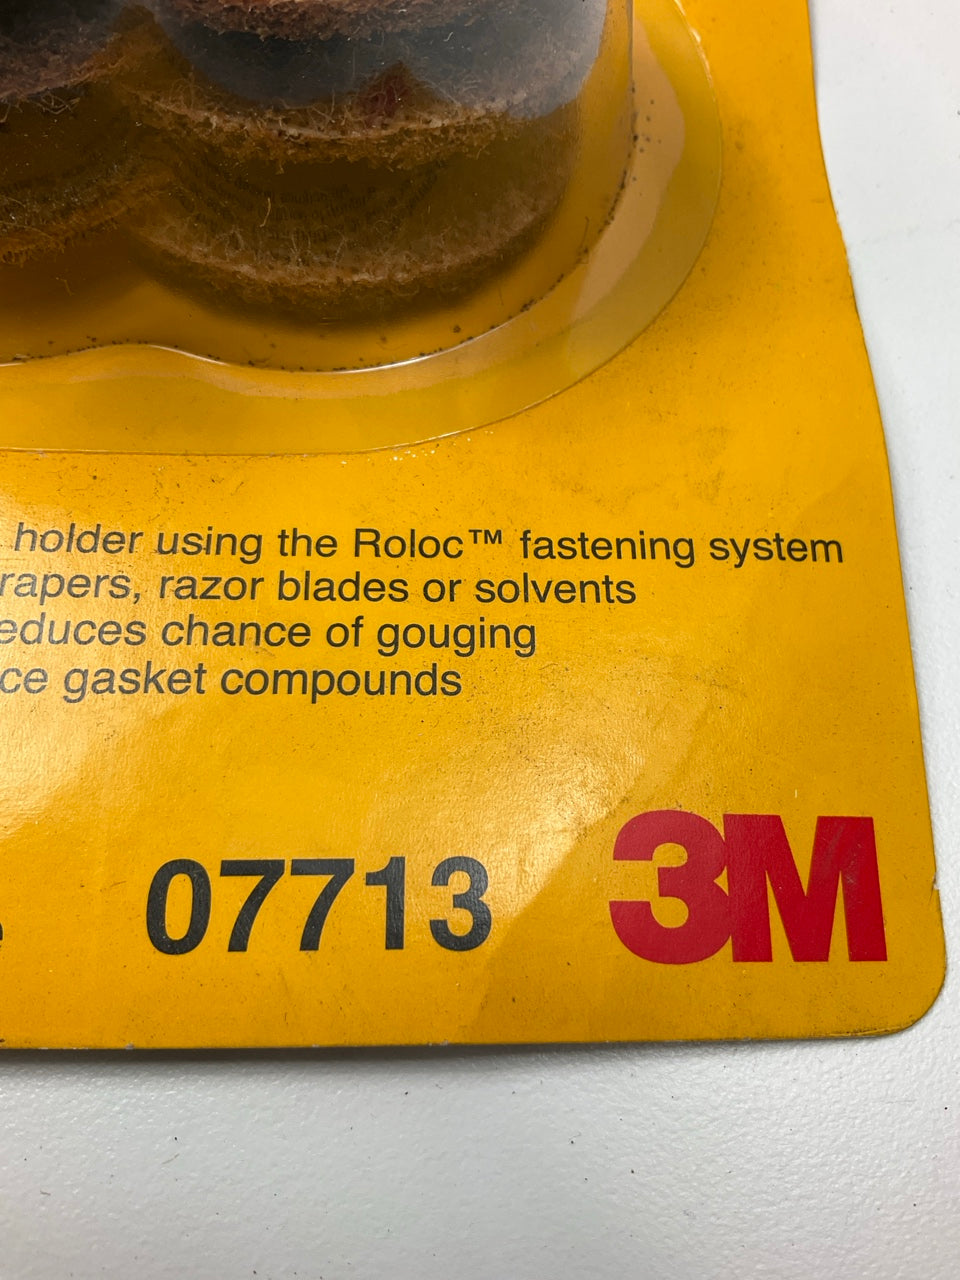 holder using the Roloc™ fastening system
rapers, razor blades or solvents
educes chance of gouging
ce gasket compounds
e 07713 3M